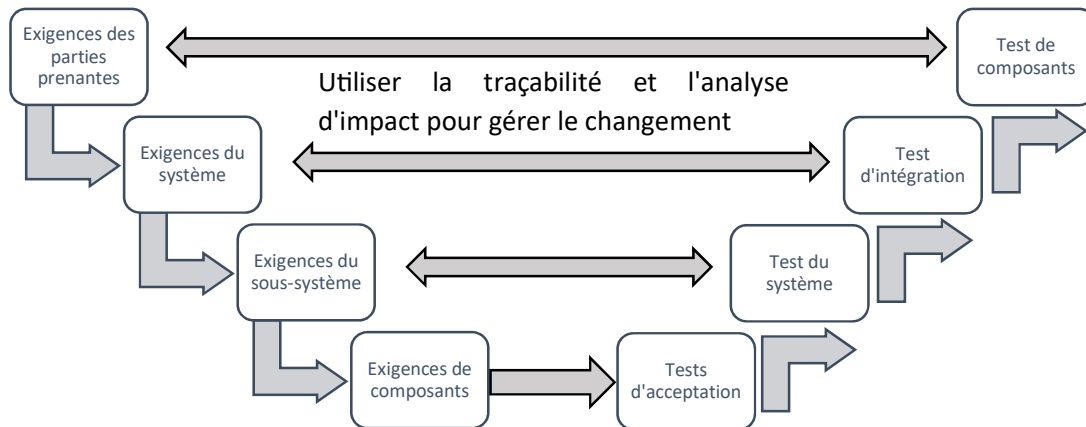 Exigences des
parties
prenantes
Test de
composants
Utiliser la traçabilité et l'analyse
d'impact pour gérer le changement
Exigences du
système
Test
d'intégration
Exigences du
sous-système
Test du
système
Exigences de
composants
Tests
d'acceptation